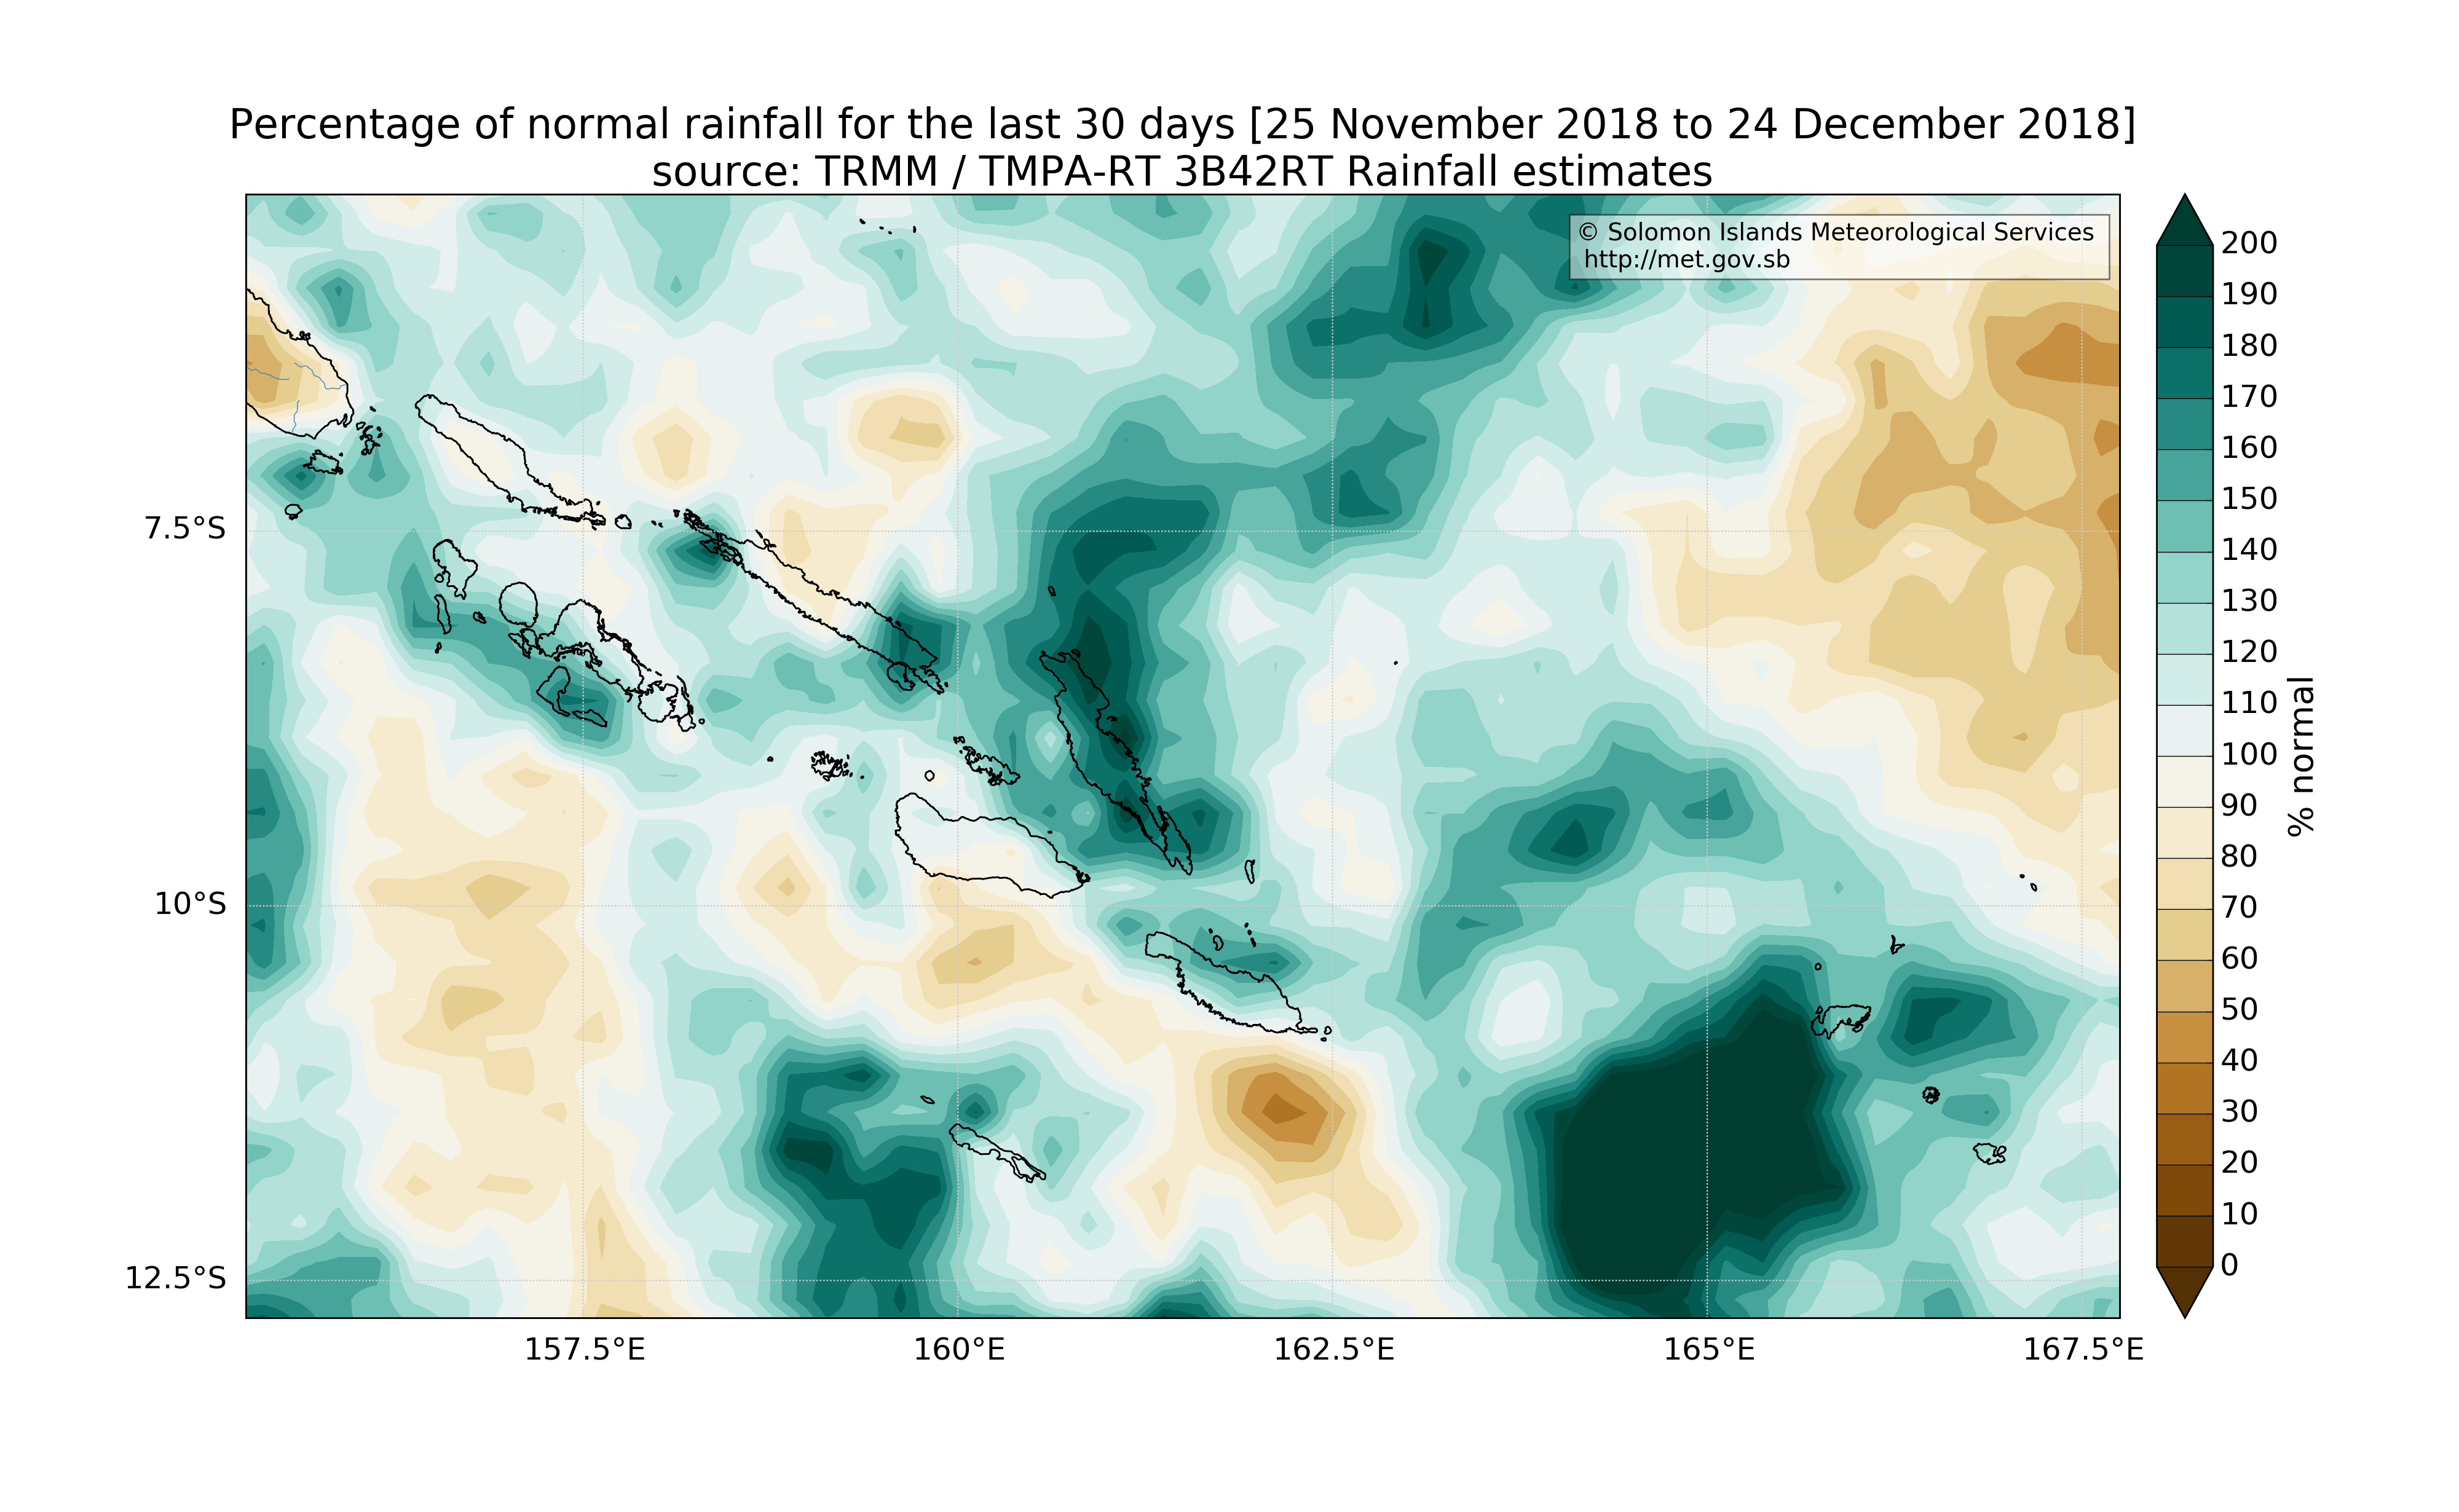 Percentage of normal rainfall for the last 30 days [25 November 2018 to 24 December 2018]
source: TRMM / TMPA-RT 3B42RT Rainfall estimates
© Solomon Islands Meteorological Services
http://met.gov.sb
7.5°S
10°S
12.5°S
157.5°E
160°E
162.5°E
165°E
167.5°E
200
190
180
170
160
150
140
130
120
110
100
90
80
70
60
50
40
30
20
10
0
% normal